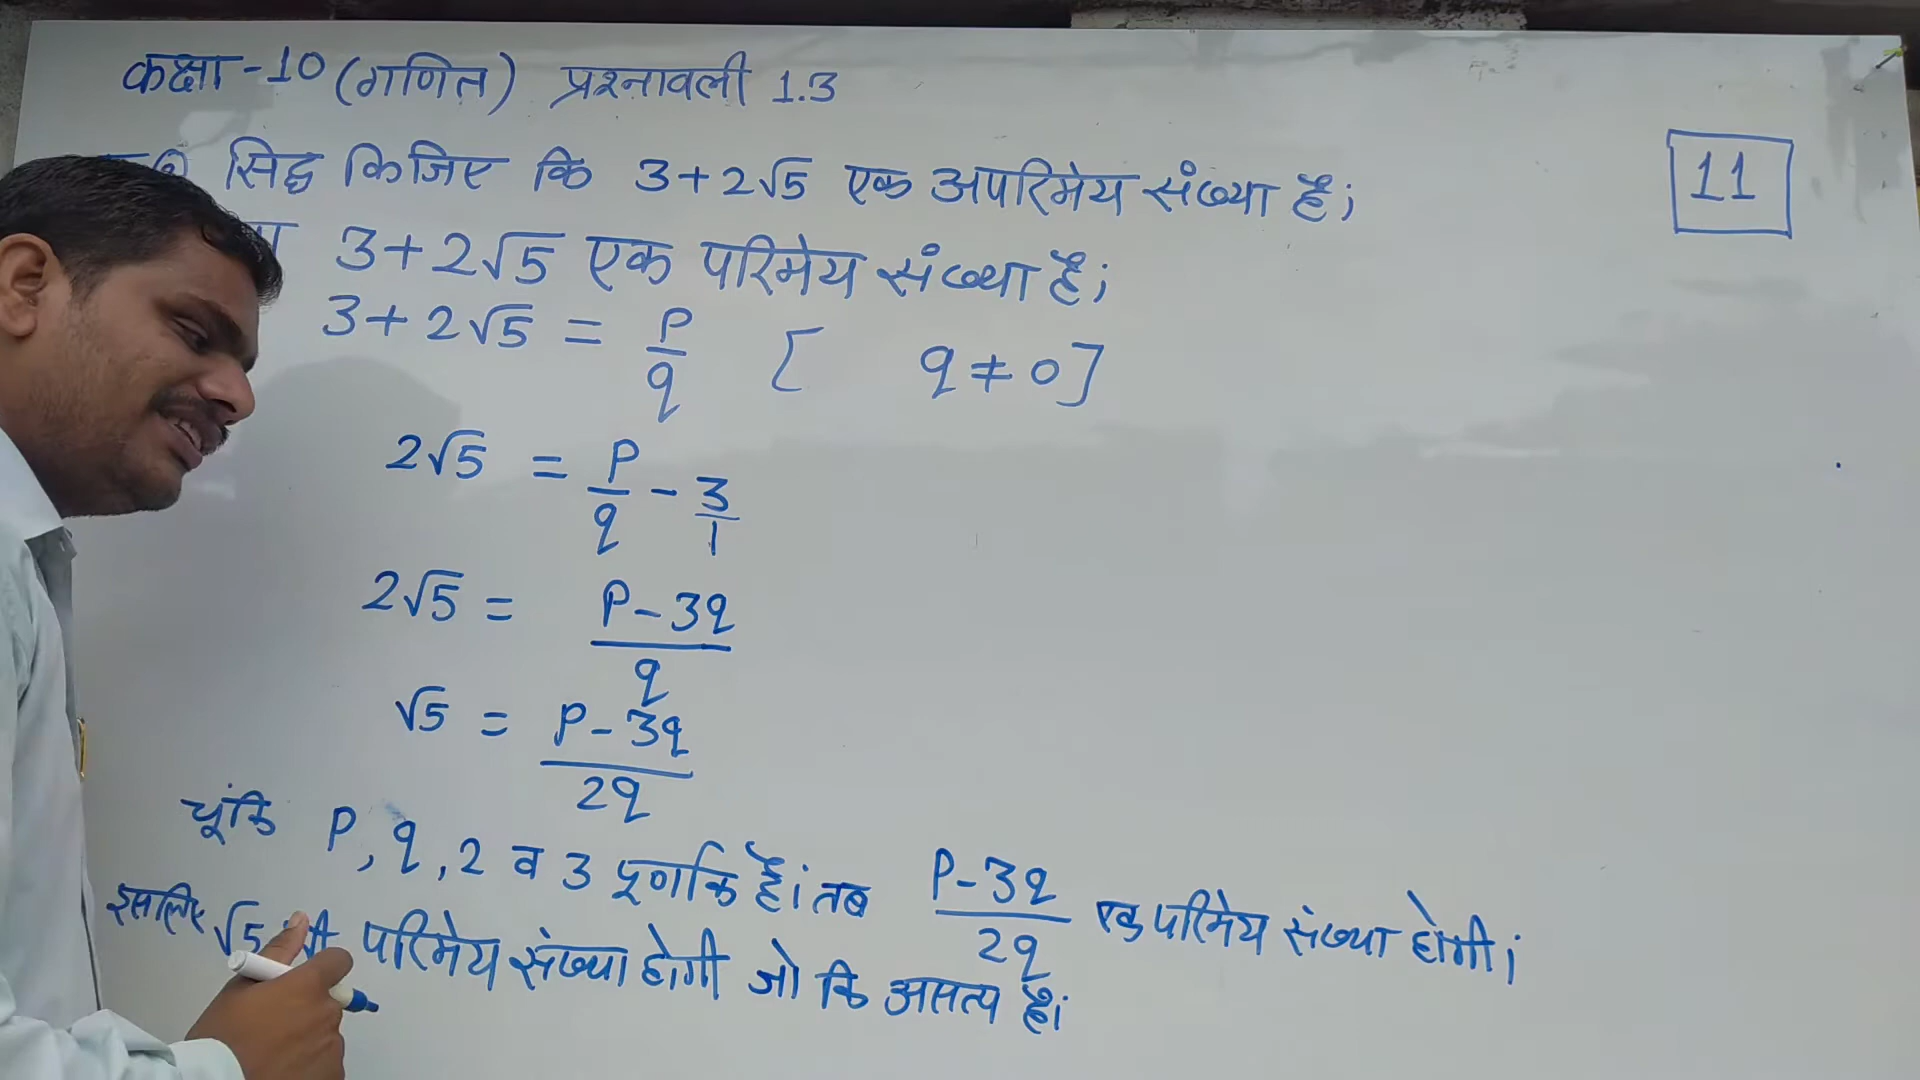 कक्षा-10 (गणित) प्रश्नावली 1.3
11
सिद्ध किजिए कि 3+2√5 एक अपरिमेय संख्या है;
3+2√5 एक परिमेय संख्या है;
3+2√5 = P/q [ q ≠ 0]
2√5 = P/q - 3/1
2√5 = P-3q/q
√5 = P-3q/2q
चूंकि P, q, 2 व 3 पूर्णांक हैं। तब P-3q/2q एक परिमेय संख्या होगी;
इसलिए √5 भी परिमेय संख्या होगी जो कि असत्य है।